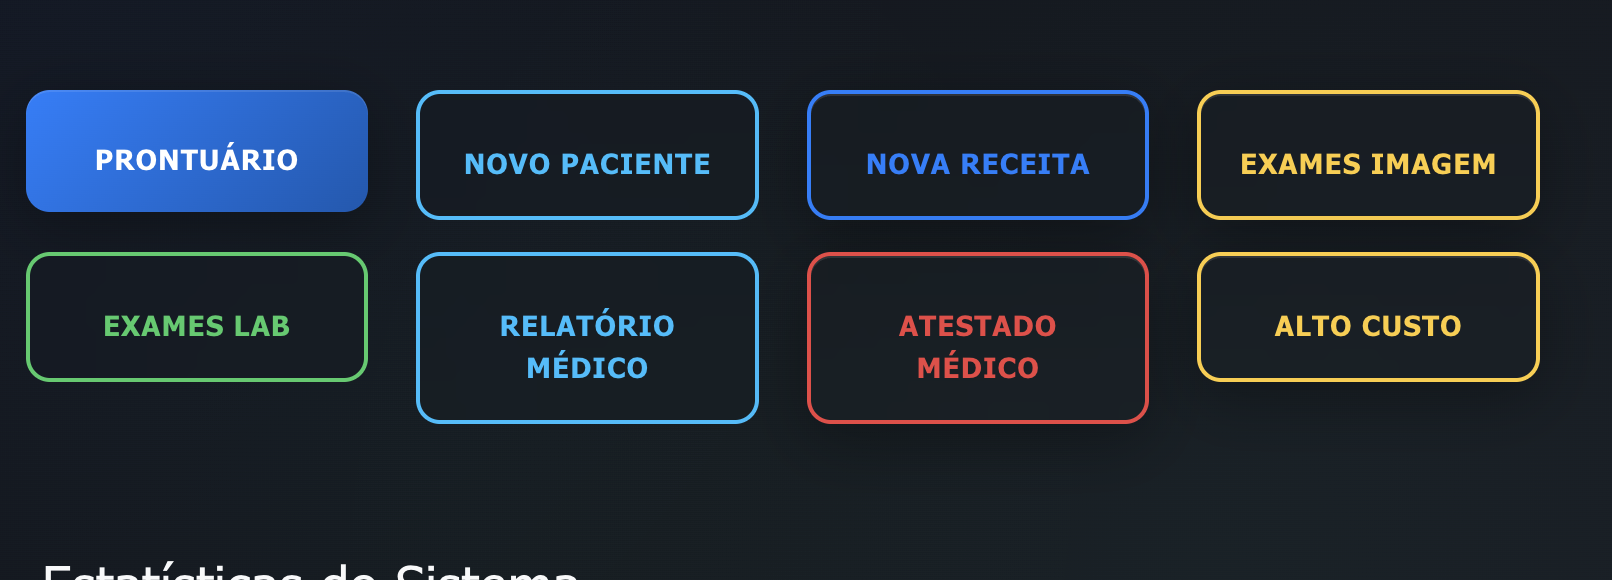 PRONTUÁRIO
NOVO PACIENTE
NOVA RECEITA
EXAMES IMAGEM
EXAMES LAB
RELATÓRIO
MÉDICO
ATESTADO
MÉDICO
ALTO CUSTO
Estatísticas do Sistema